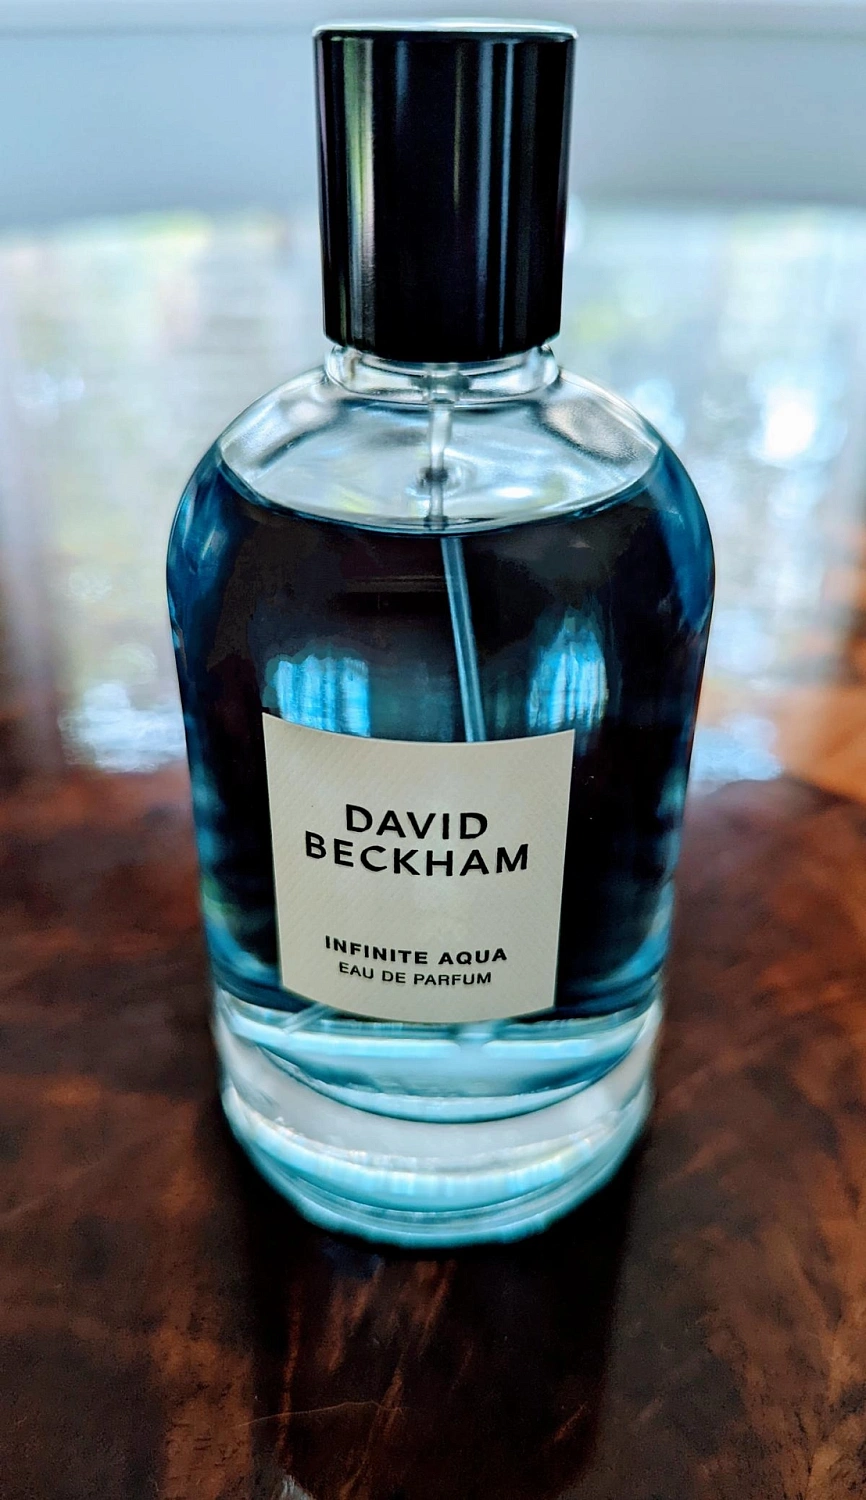 DAVID
BECKHAM
INFINITE AQUA
EAU DE PARFUM